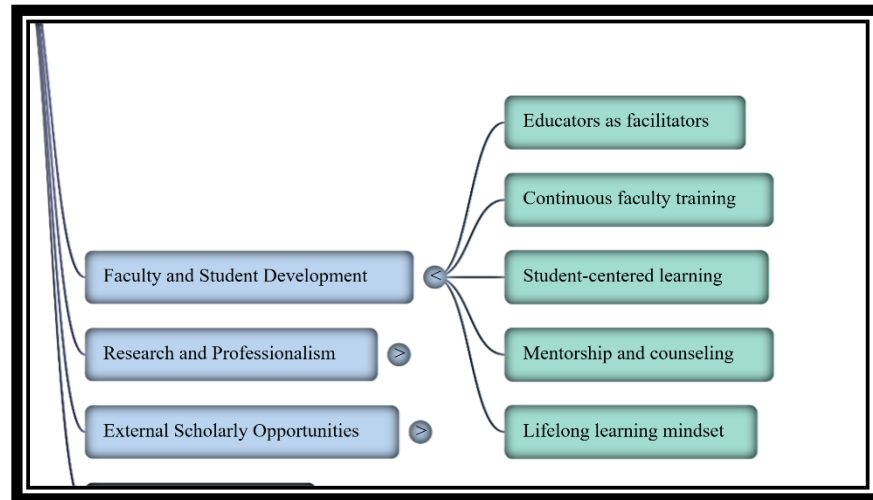 Educators as facilitators
Continuous faculty training
Faculty and Student Development
<
Student-centered learning
Research and Professionalism
>
Mentorship and counseling
External Scholarly Opportunities
>
Lifelong learning mindset